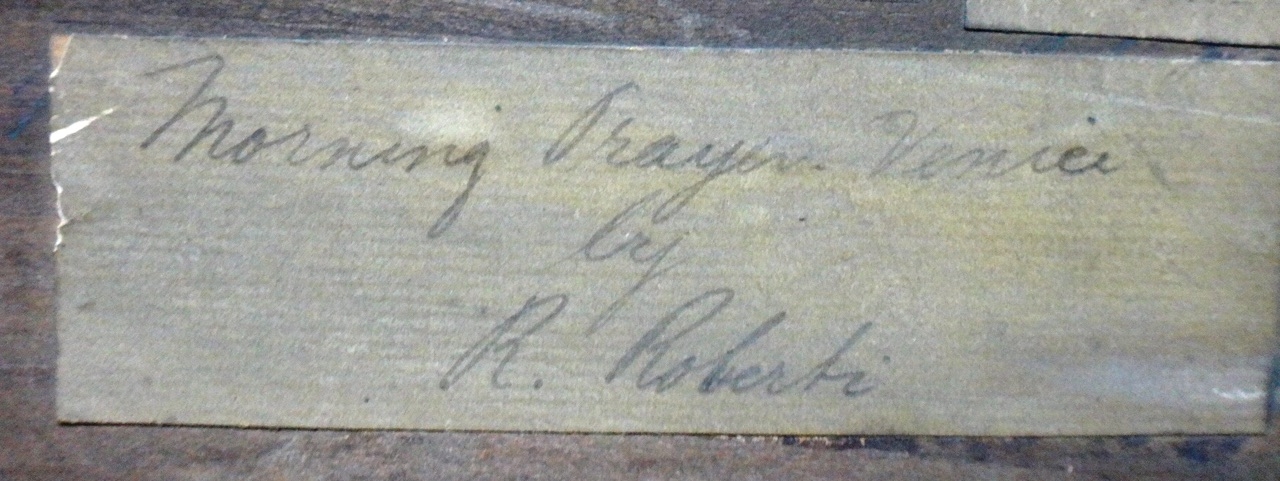 Morning Prayer. Venice
by
R. Roberti